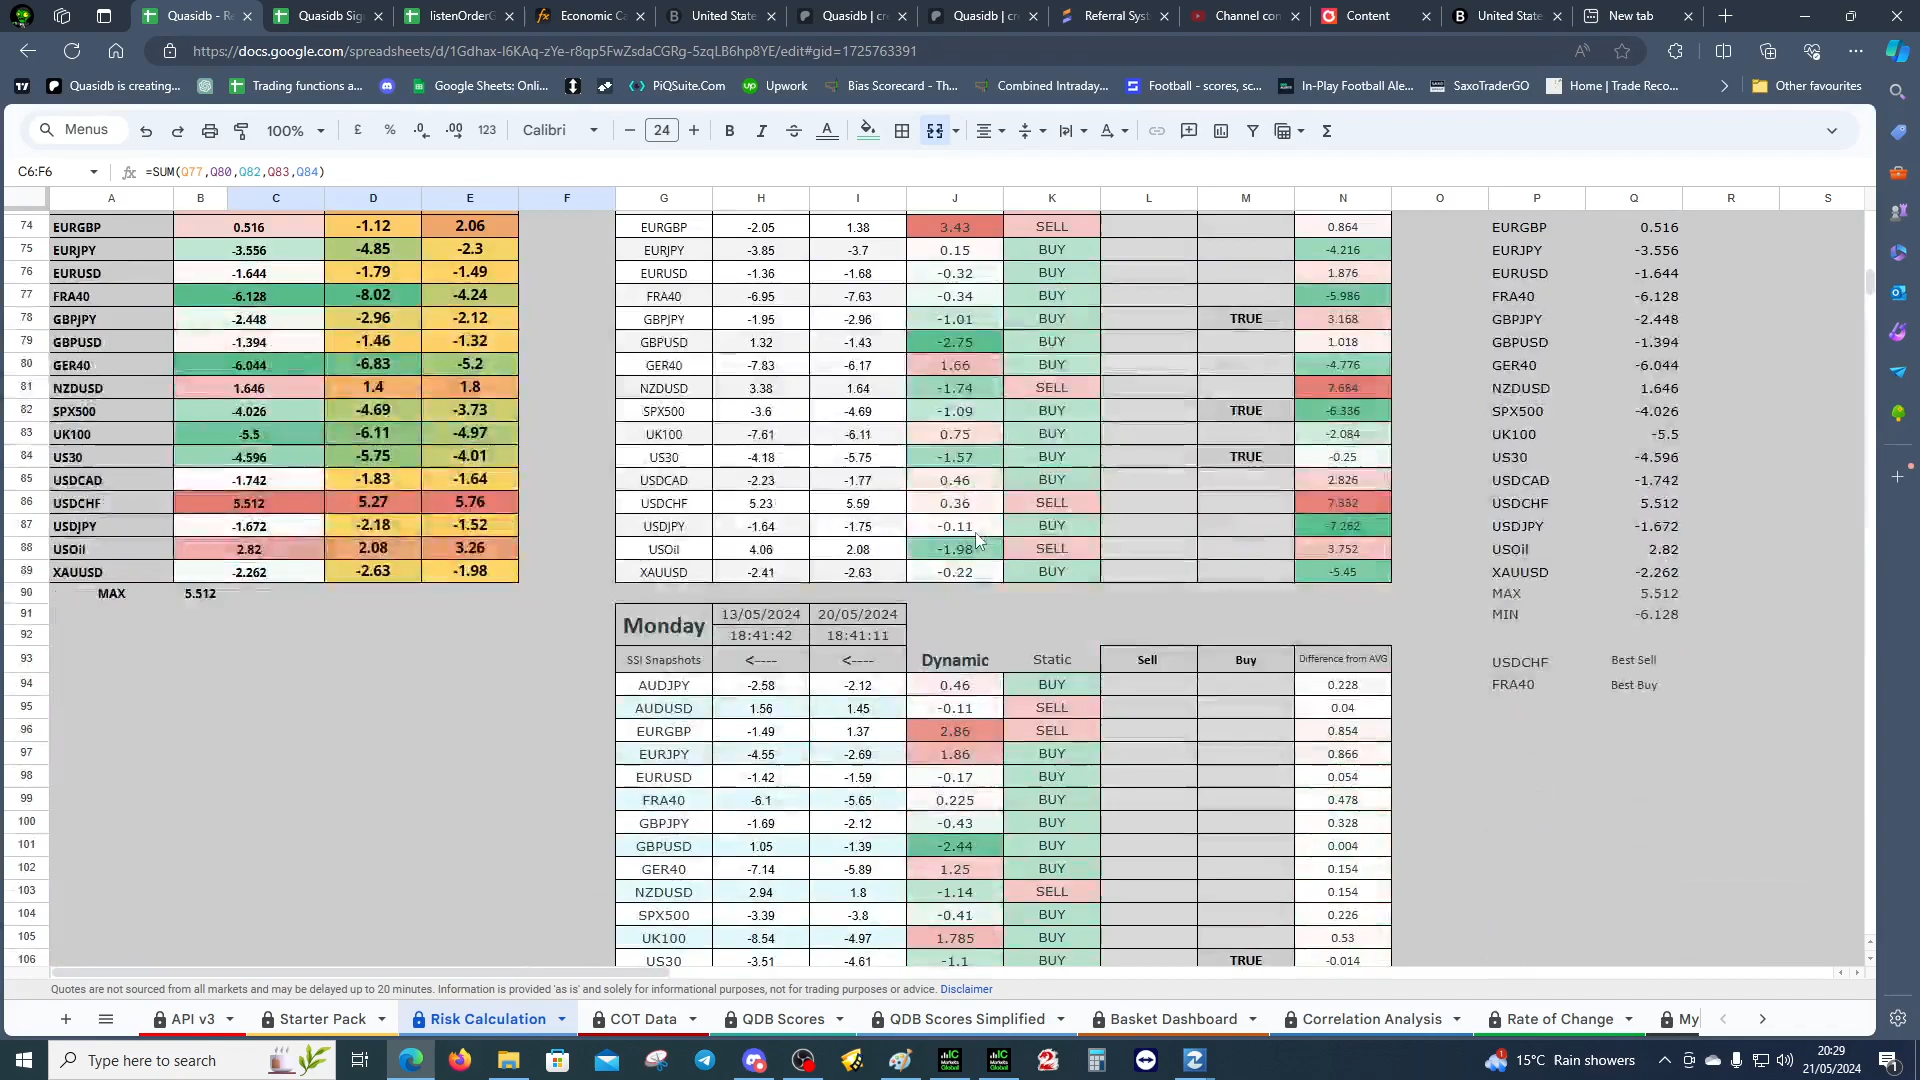 Quasidb - Re
Quasidb Sig
listenOrderG
Economic Ca
United State
Quasidb | cr
Quasidb | cr
Referral Sys
Channel con
Content
United State
New tab
https://docs.google.com/spreadsheets/d/1Gdhax-I6KAq-zYe-r8qp5FwZsdaCGRg-5zqLB6hp8YE/edit#gid=1725763391
Quasidb is creating...
Trading functions a...
Google Sheets: Onli...
PiQSuite.Com
Upwork
Bias Scorecard - Th...
Combined Intraday...
Football - scores, sc...
In-Play Football Ale...
SaxoTraderGO
Home | Trade Reco...
Other favourites
Menus
100%
£
%
.0
.00
123
Calibri
24
C6:F6
=SUM(Q77,Q80,Q82,Q83,Q84)
A B C D E F G H I J K L M N O P Q R S
74 EURGBP 0.516 -1.12 2.06 EURGBP -2.05 1.38 3.43 SELL 0.864 EURGBP 0.516
75 EURJPY -3.556 -4.85 -2.3 EURJPY -3.85 -3.7 0.15 BUY -4.216 EURJPY -3.556
76 EURUSD -1.644 -1.79 -1.49 EURUSD -1.36 -1.68 -0.32 BUY 1.876 EURUSD -1.644
77 FRA40 -6.128 -8.02 -4.24 FRA40 -6.95 -7.63 -0.34 BUY -5.986 FRA40 -6.128
78 GBPJPY -2.448 -2.96 -2.12 GBPJPY -1.95 -2.96 -1.01 BUY TRUE 3.168 GBPJPY -2.448
79 GBPUSD -1.394 -1.46 -1.32 GBPUSD 1.32 -1.43 -2.75 BUY 1.018 GBPUSD -1.394
80 GER40 -6.044 -6.83 -5.2 GER40 -7.83 -6.17 1.66 BUY -4.776 GER40 -6.044
81 NZDUSD 1.646 1.4 1.8 NZDUSD 3.38 1.64 -1.74 SELL 7.684 NZDUSD 1.646
82 SPX500 -4.026 -4.69 -3.73 SPX500 -3.6 -4.69 -1.09 BUY TRUE -6.336 SPX500 -4.026
83 UK100 -5.5 -6.11 -4.97 UK100 -7.61 -6.11 0.75 BUY -2.084 UK100 -5.5
84 US30 -4.596 -5.75 -4.01 US30 -4.18 -5.75 -1.57 BUY TRUE -0.25 US30 -4.596
85 USDCAD -1.742 -1.83 -1.64 USDCAD -2.23 -1.77 0.46 BUY 2.826 USDCAD -1.742
86 USDCHF 5.512 5.27 5.76 USDCHF 5.23 5.59 0.36 SELL 7.332 USDCHF 5.512
87 USDJPY -1.672 -2.18 -1.52 USDJPY -1.64 -1.75 -0.11 BUY -7.262 USDJPY -1.672
88 USOil 2.82 2.08 3.26 USOil 4.06 2.08 -1.98 SELL 3.752 USOil 2.82
89 XAUUSD -2.262 -2.63 -1.98 XAUUSD -2.41 -2.63 -0.22 BUY -5.45 XAUUSD -2.262
90 MAX 5.512 MAX 5.512
91 Monday 13/05/2024 20/05/2024 MIN -6.128
92 18:41:42 18:41:11
93 SSI Snapshots <---- <---- Dynamic Static Sell Buy Difference from AVG USDCHF Best Sell
94 AUDJPY -2.58 -2.12 0.46 BUY 0.228 FRA40 Best Buy
95 AUDUSD 1.56 1.45 -0.11 SELL 0.04
96 EURGBP -1.49 1.37 2.86 SELL 0.854
97 EURJPY -4.55 -2.69 1.86 BUY 0.866
98 EURUSD -1.42 -1.59 -0.17 BUY 0.054
99 FRA40 -6.1 -5.65 0.225 BUY 0.478
100 GBPJPY -1.69 -2.12 -0.43 BUY 0.328
101 GBPUSD 1.05 -1.39 -2.44 BUY 0.004
102 GER40 -7.14 -5.89 1.25 BUY 0.154
103 NZDUSD 2.94 1.8 -1.14 SELL 0.154
104 SPX500 -3.39 -3.8 -0.41 BUY 0.226
105 UK100 -8.54 -4.97 1.785 BUY 0.53
106 US30 -3.51 -4.61 -1.1 BUY TRUE -0.014
Quotes are not sourced from all markets and may be delayed up to 20 minutes. Information is provided 'as is' and solely for informational purposes, not for trading purposes or advice. Disclaimer
API v3
Starter Pack
Risk Calculation
COT Data
QDB Scores
QDB Scores Simplified
Basket Dashboard
Correlation Analysis
Rate of Change
My
Type here to search
15°C Rain showers
20:29
21/05/2024